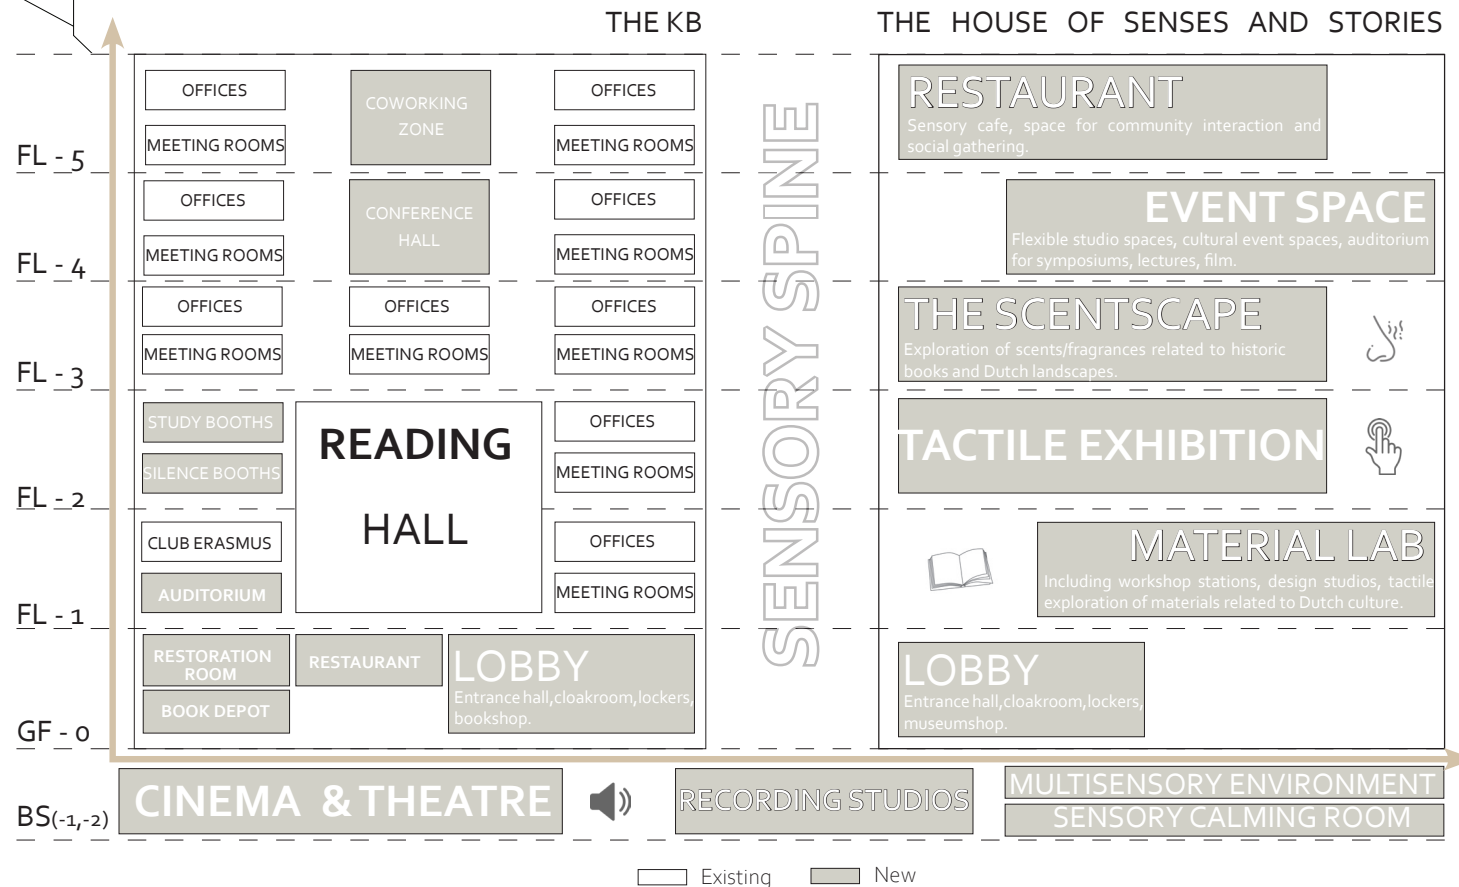 THE KB
THE HOUSE OF SENSES AND STORIES
FL - 5
OFFICES
MEETING ROOMS
COWORKING
ZONE
OFFICES
MEETING ROOMS
FL - 4
OFFICES
MEETING ROOMS
CONFERENCE
HALL
OFFICES
MEETING ROOMS
FL - 3
OFFICES
MEETING ROOMS
OFFICES
MEETING ROOMS
OFFICES
MEETING ROOMS
FL - 2
STUDY BOOTHS
SILENCE BOOTHS
READING
HALL
OFFICES
MEETING ROOMS
FL - 1
CLUB ERASMUS
AUDITORIUM
OFFICES
MEETING ROOMS
GF - 0
RESTORATION
ROOM
BOOK DEPOT
RESTAURANT
LOBBY
Entrance hall,cloakroom,lockers,
bookshop.
SENSORY SPINE
RESTAURANT
Sensory cafe, space for community interaction and
social gathering.
EVENT SPACE
Flexible studio spaces, cultural event spaces, auditorium
for symposiums, lectures, film.
THE SCENTSCAPE
Exploration of scents/fragrances related to historic
books and Dutch landscapes.
TACTILE EXHIBITION
MATERIAL LAB
Including workshop stations, design studios, tactile
exploration of materials related to Dutch culture.
LOBBY
Entrance hall,cloakroom,lockers,
museumshop.
BS(-1,-2)
CINEMA & THEATRE
RECORDING STUDIOS
MULTISENSORY ENVIRONMENT
SENSORY CALMING ROOM
Existing
New